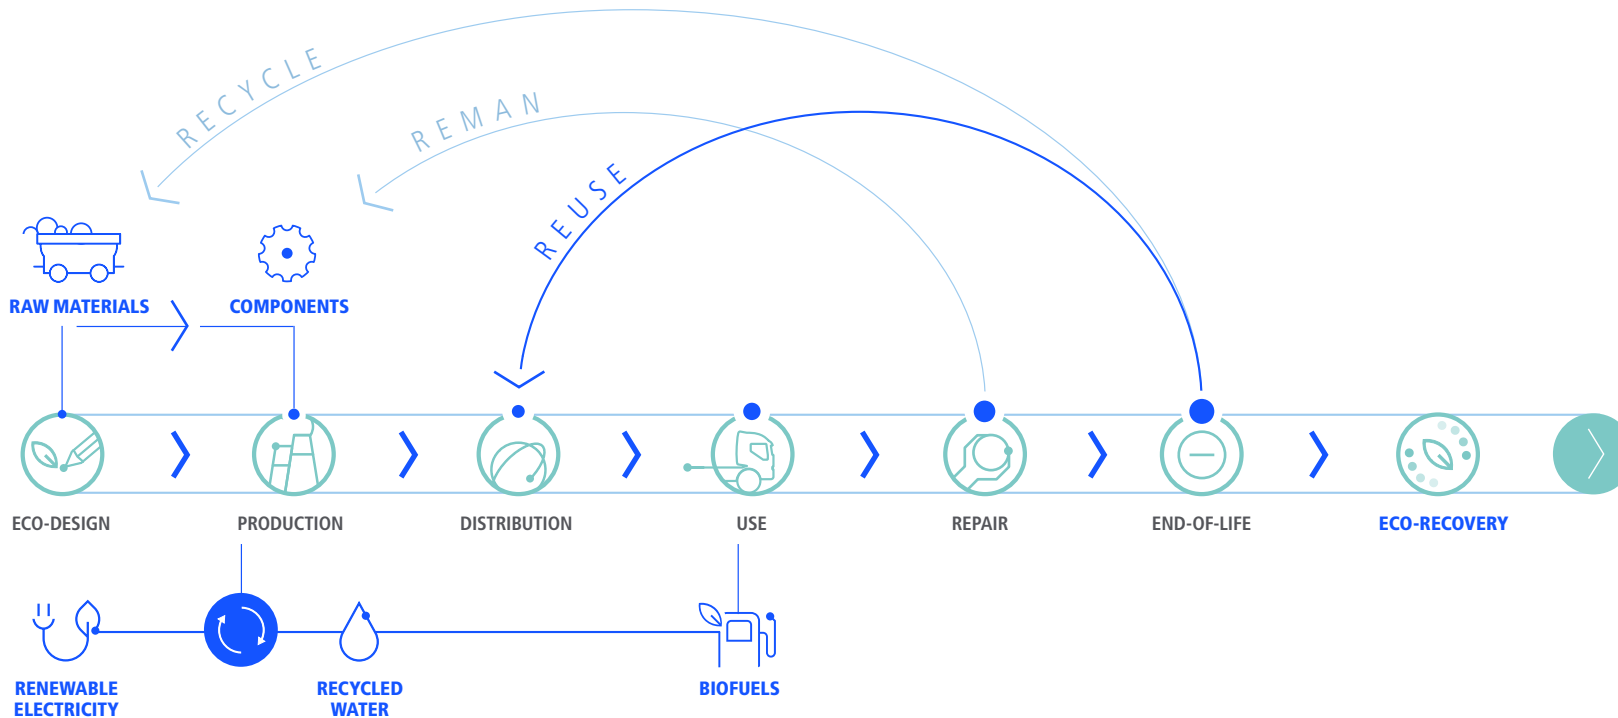 RECYCLE
REMAN
REUSE
RAW MATERIALS
COMPONENTS
ECO-DESIGN
PRODUCTION
DISTRIBUTION
USE
REPAIR
END-OF-LIFE
ECO-RECOVERY
RENEWABLE
ELECTRICITY
RECYCLED
WATER
BIOFUELS